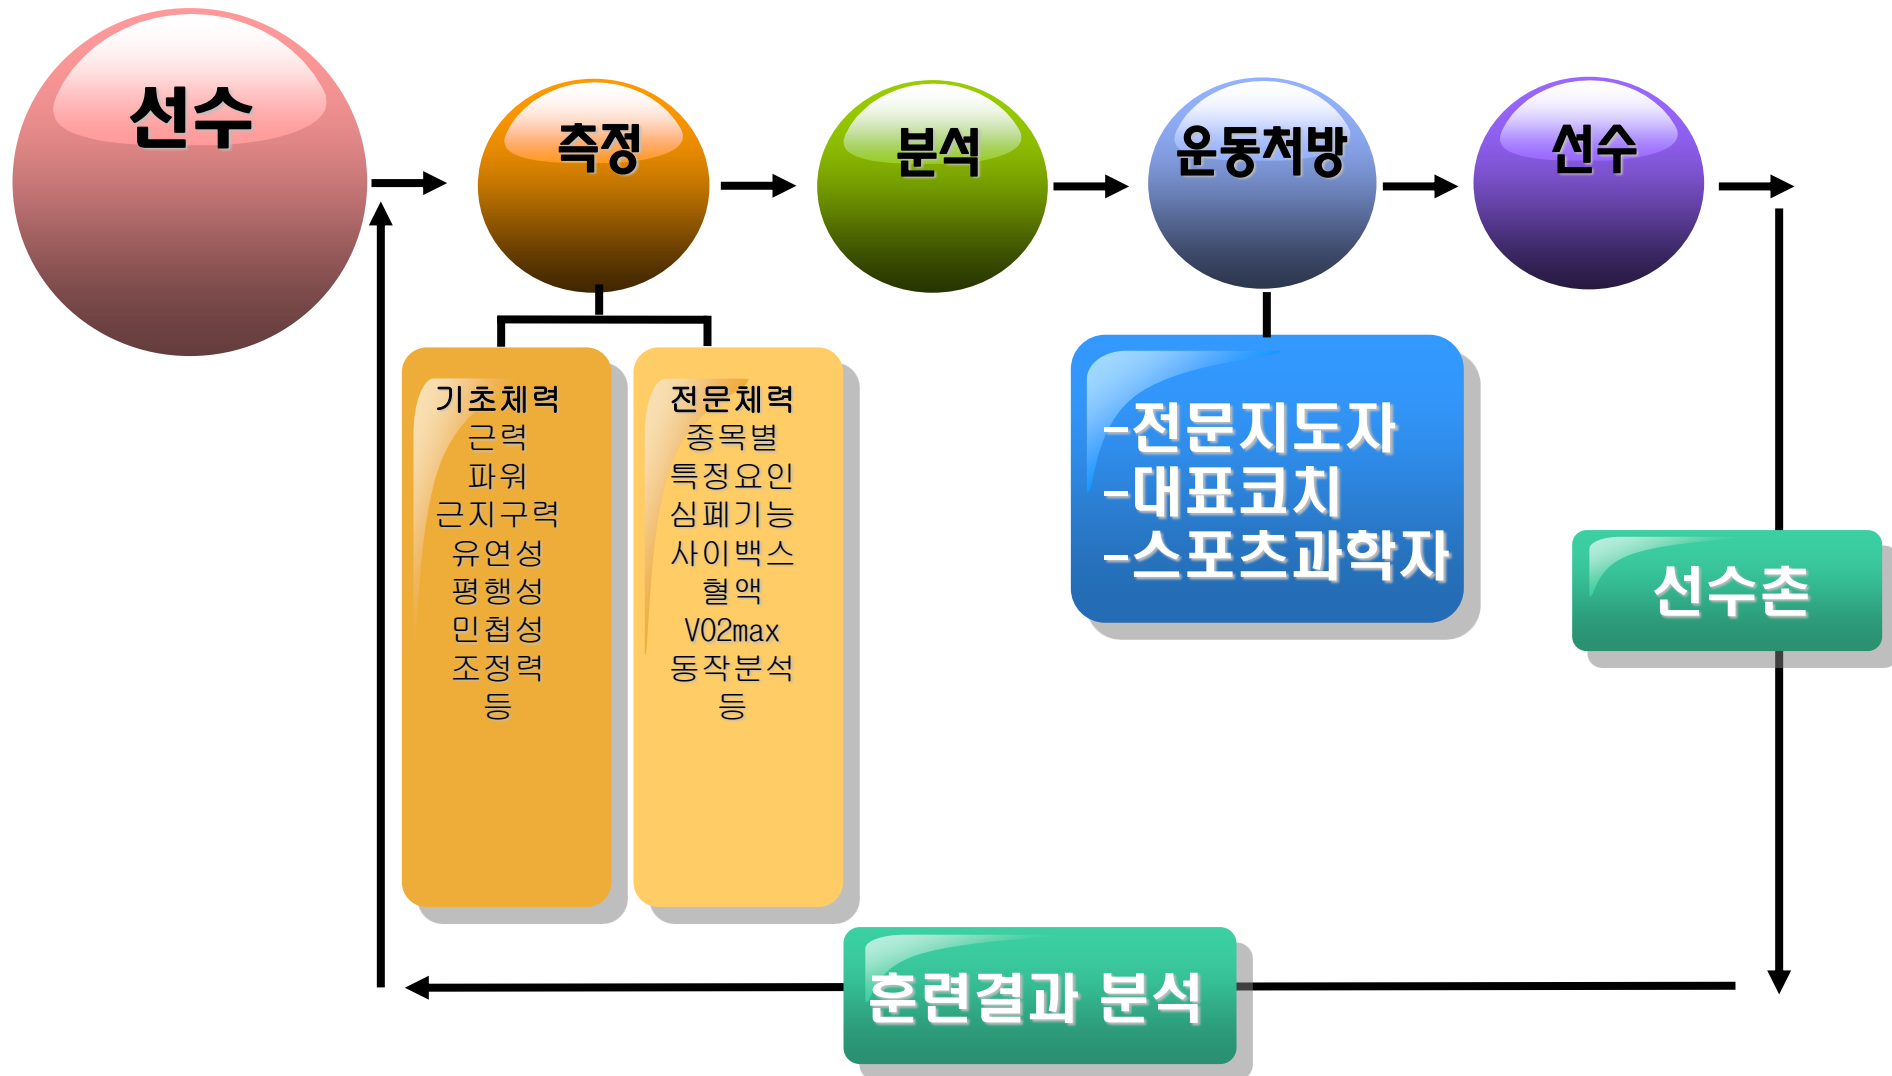 선수
측정
분석
운동처방
선수
기초체력
근력
파워
근지구력
유연성
평행성
민첩성
조정력
등
전문체력
종목별
특정요인
심폐기능
사이백스
혈액
VO2max
동작분석
등
-전문지도자
-대표코치
-스포츠과학자
선수촌
훈련결과 분석